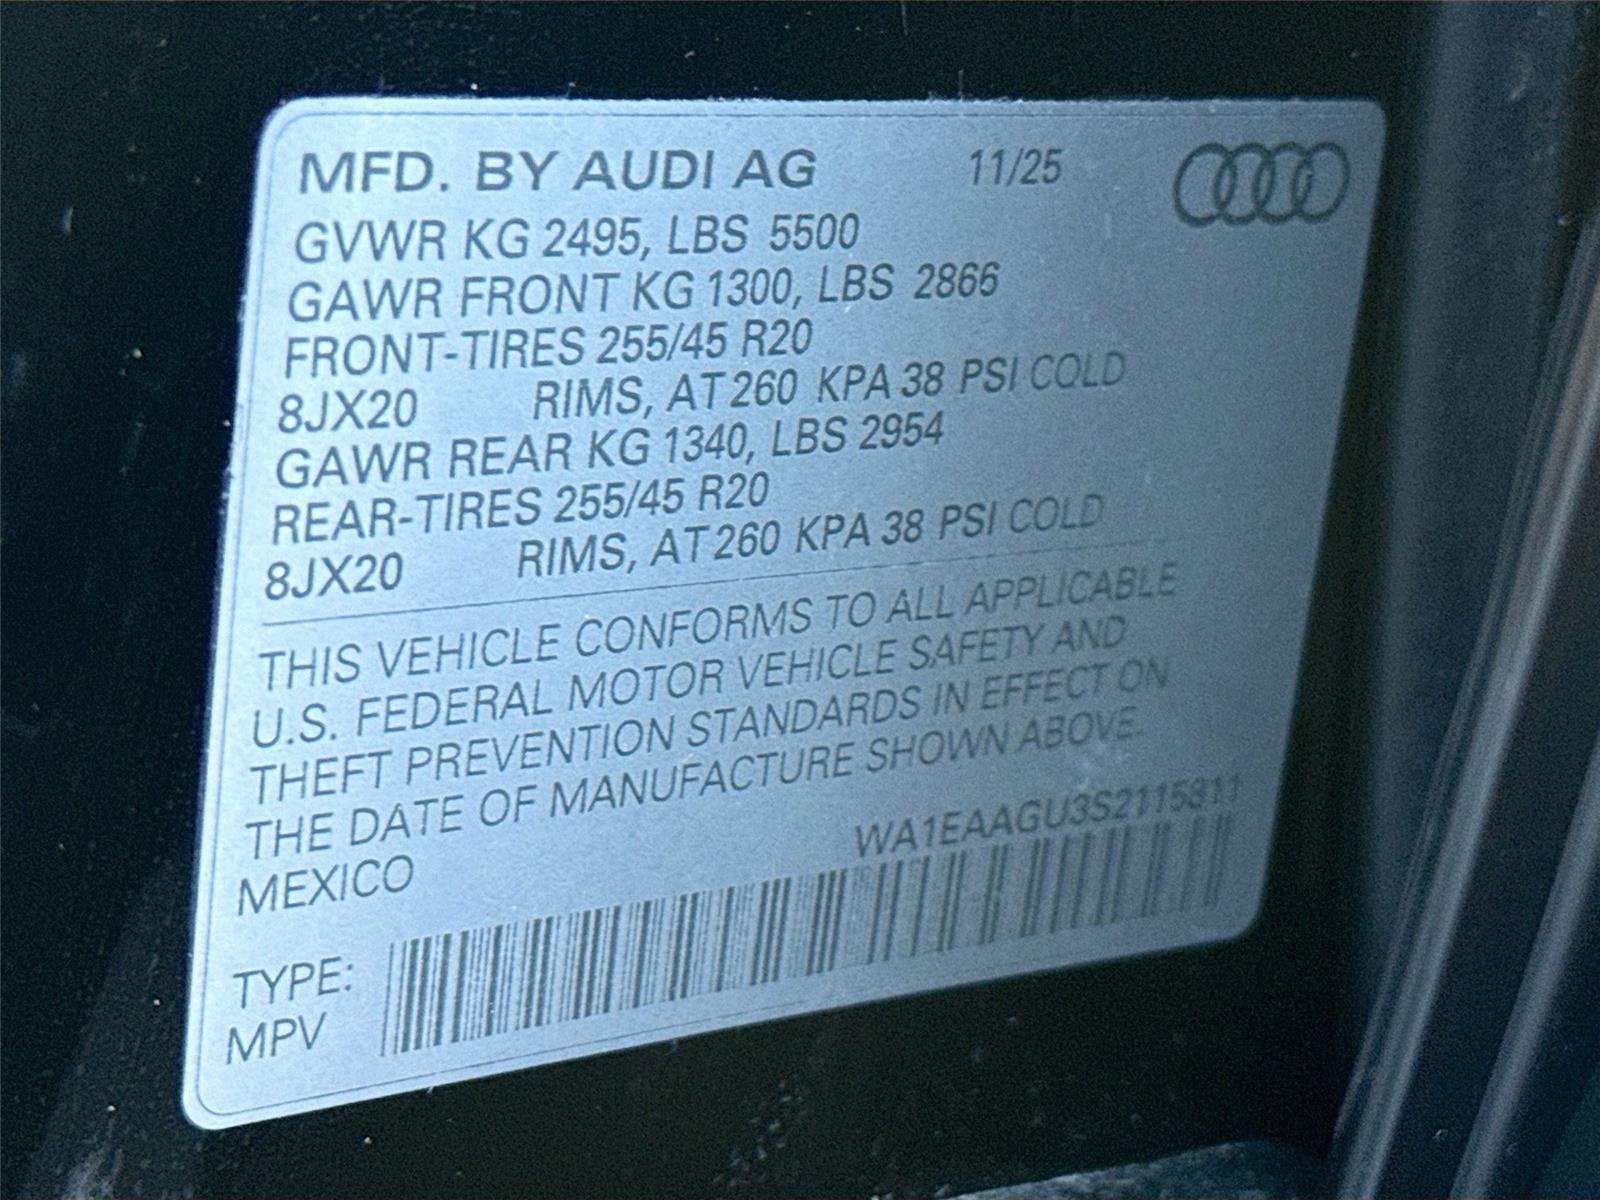 MFD. BY AUDI AG 11/25
GVWR KG 2495, LBS 5500
GAWR FRONT KG 1300, LBS 2866
FRONT-TIRES 255/45 R20
8JX20 RIMS, AT 260 KPA 38 PSI COLD
GAWR REAR KG 1340, LBS 2954
REAR-TIRES 255/45 R20
8JX20 RIMS, AT 260 KPA 38 PSI COLD
THIS VEHICLE CONFORMS TO ALL APPLICABLE
U.S. FEDERAL MOTOR VEHICLE SAFETY AND
THEFT PREVENTION STANDARDS IN EFFECT ON
THE DATE OF MANUFACTURE SHOWN ABOVE.
MEXICO
WA1EAAGU3S2115811
TYPE:
MPV